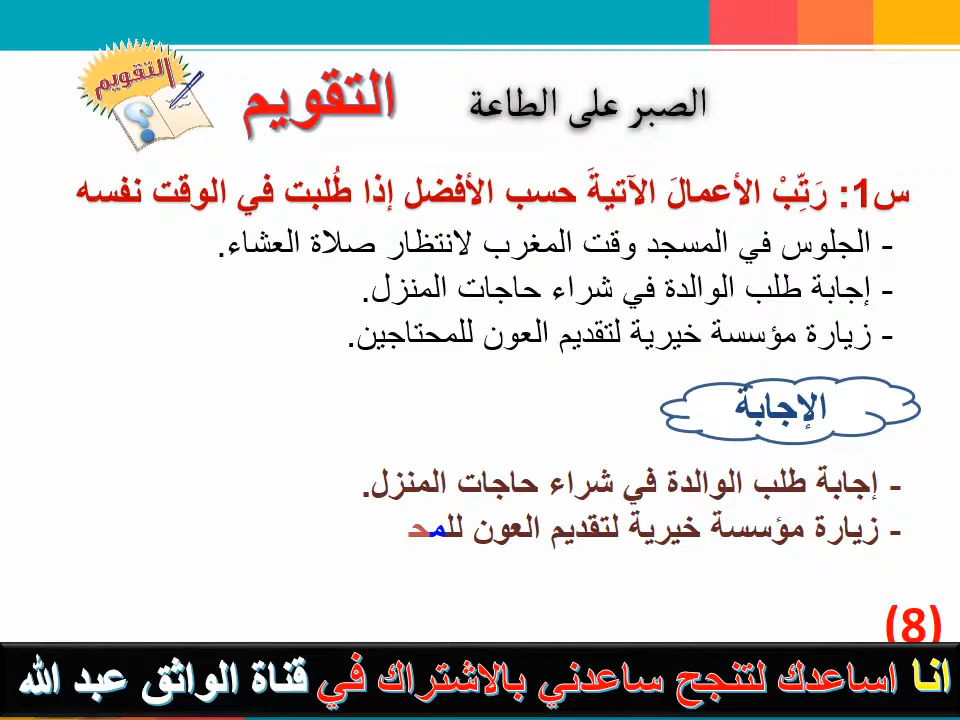 التقويم
الصبر على الطاعة التقويم
س1: رَتِّبْ الأعمالَ الآتيةَ حسب الأفضل إذا طُلبت في الوقت نفسه
- الجلوس في المسجد وقت المغرب لانتظار صلاة العشاء.
- إجابة طلب الوالدة في شراء حاجات المنزل.
- زيارة مؤسسة خيرية لتقديم العون للمحتاجين.
الإجابة
- إجابة طلب الوالدة في شراء حاجات المنزل.
- زيارة مؤسسة خيرية لتقديم العون للمحـ
(8)
انا اساعدك لتنجح ساعدني بالاشتراك في قناة الواثق عبد الله